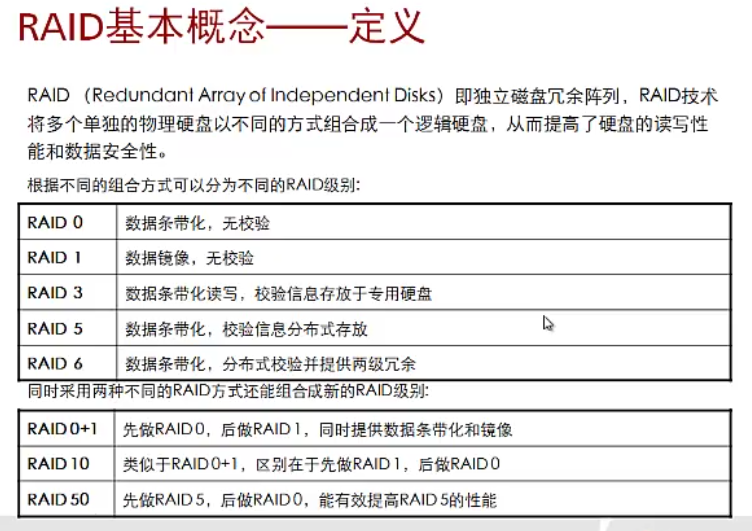 RAID基本概念——定义
RAID （Redundant Array of Independent Disks）即独立磁盘冗余阵列，RAID技术
将多个单独的物理硬盘以不同的方式组合成一个逻辑硬盘，从而提高了硬盘的读写性
能和数据安全性。
根据不同的组合方式可以分为不同的RAID级别:
RAID 0 数据条带化，无校验
RAID 1 数据镜像，无校验
RAID 3 数据条带化读写，校验信息存放于专用硬盘
RAID 5 数据条带化，校验信息分布式存放
RAID 6 数据条带化，分布式校验并提供两级冗余
同时采用两种不同的RAID方式还能组合成新的RAID级别:
RAID 0+1 先做RAID 0，后做RAID 1，同时提供数据条带化和镜像
RAID 10 类似于RAID 0+1，区别在于先做RAID 1，后做RAID 0
RAID 50 先做RAID 5，后做RAID 0，能有效提高RAID 5的性能